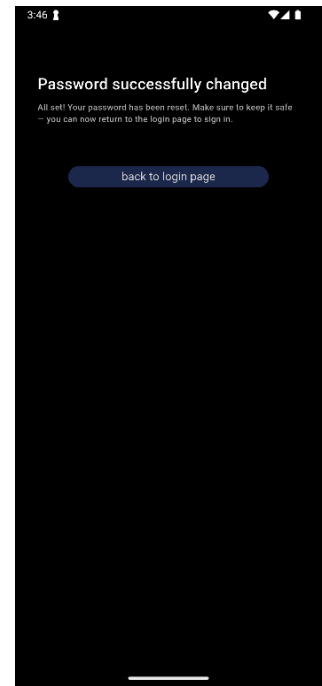 3:46
Password successfully changed
All set! Your password has been reset. Make sure to keep it safe
– you can now return to the login page to sign in.
back to login page